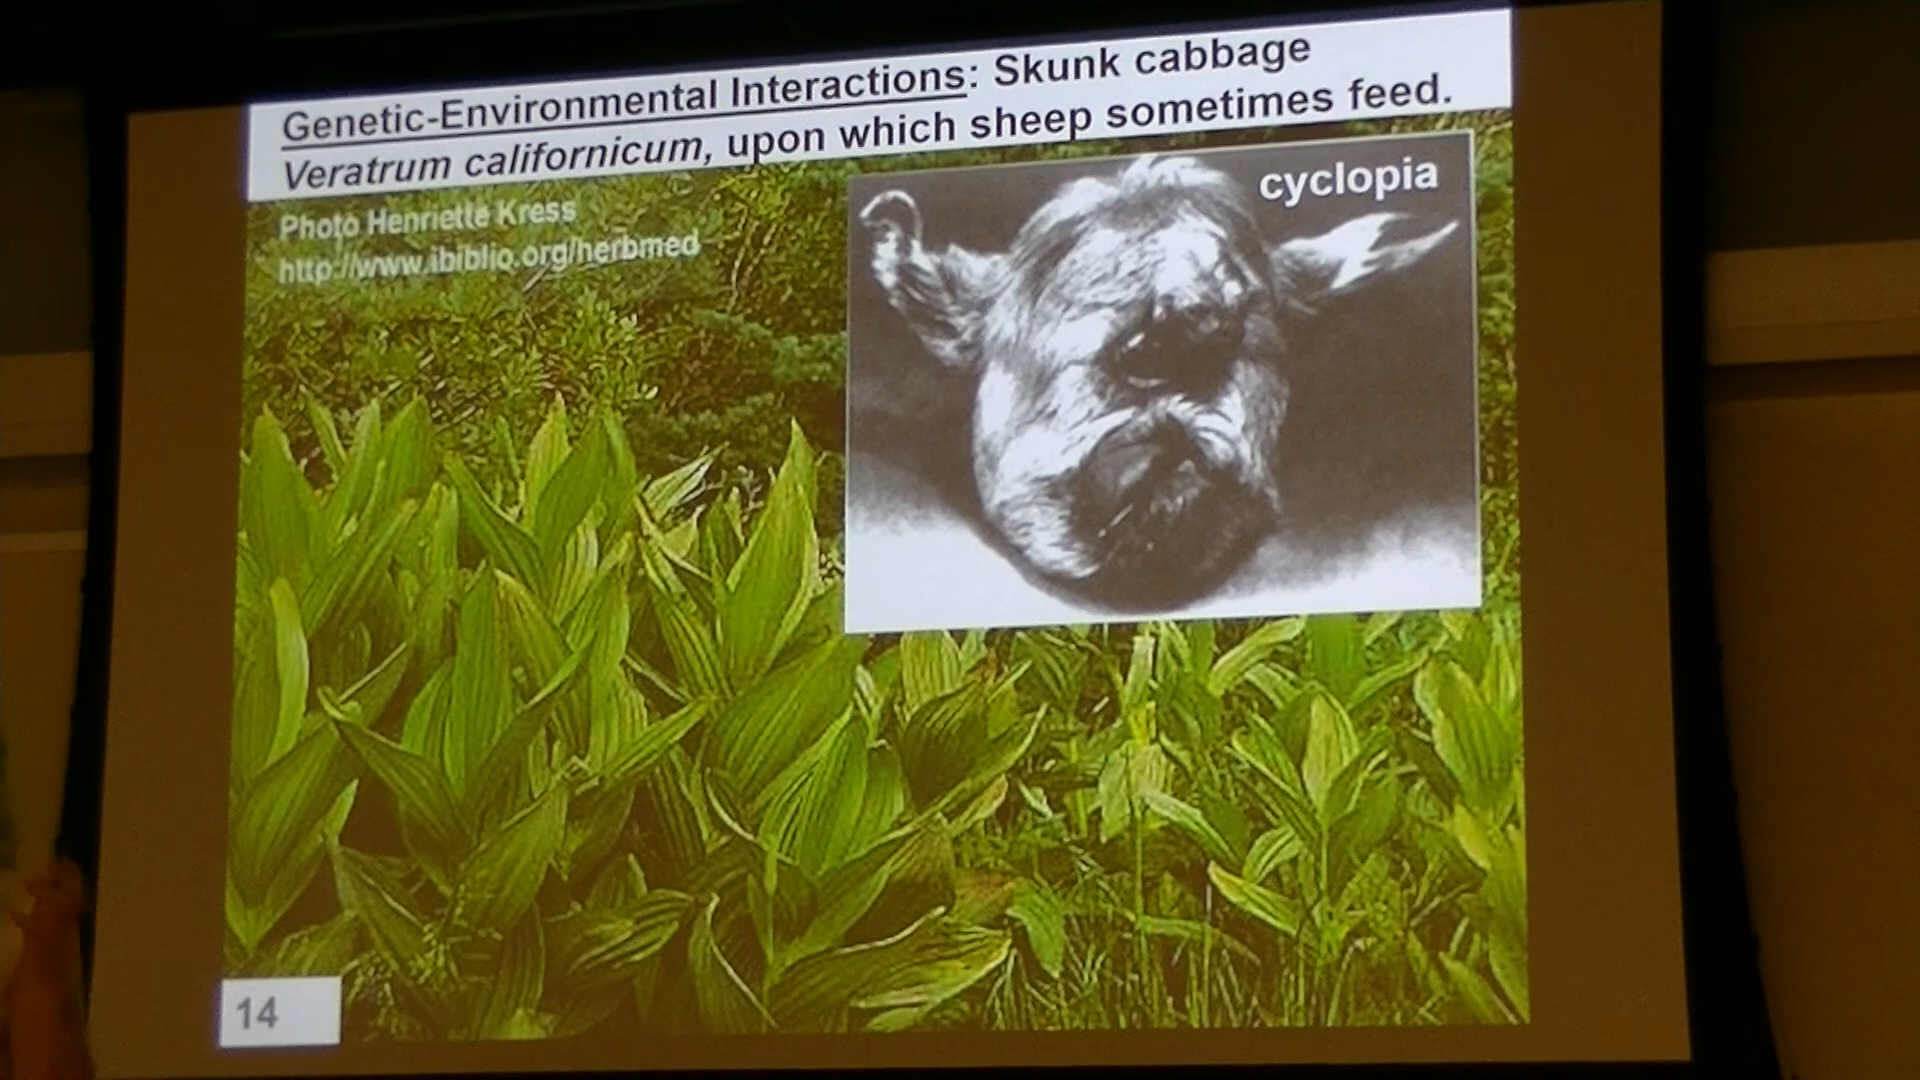 Genetic-Environmental Interactions: Skunk cabbage
Veratrum californicum, upon which sheep sometimes feed.
Photo Henriette Kress
http://www.ibiblio.org/herbmed
cyclopia
14